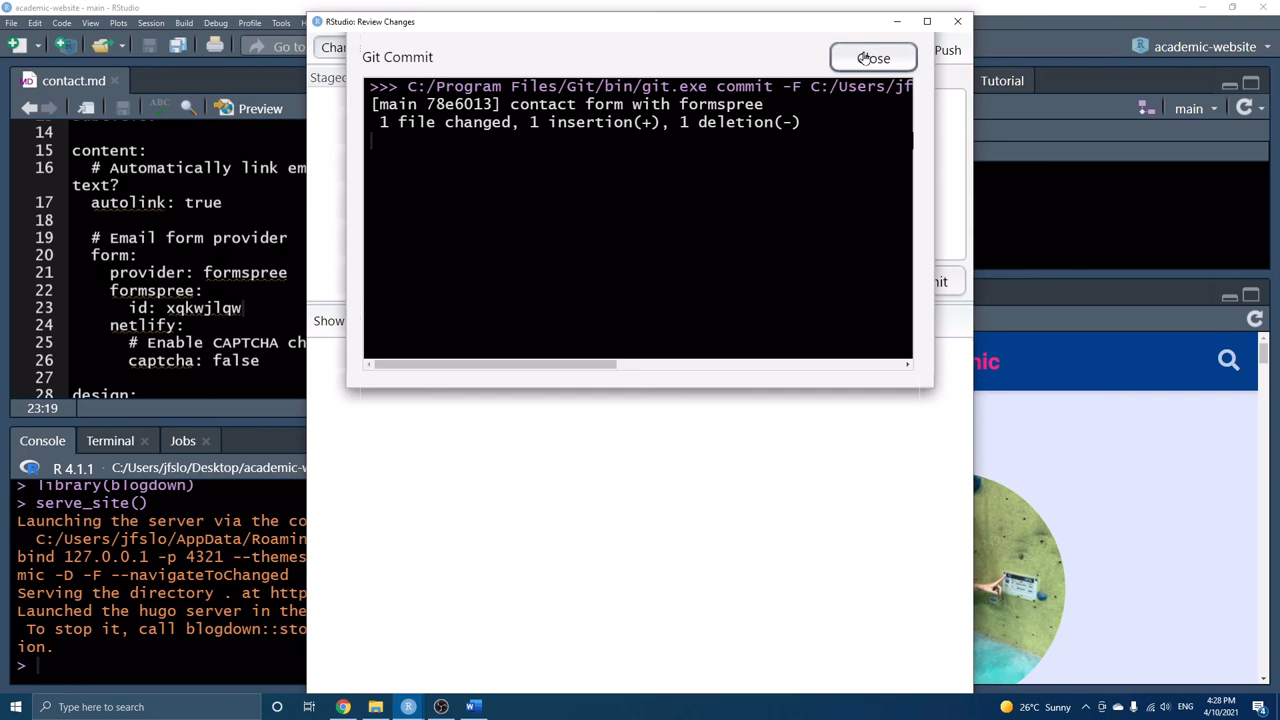 academic-website - main - RStudio
File Edit Code View Plots Session Build Debug Profile Tools
Go to
academic-website
contact.md
Preview
14
15 content:
16 # Automatically link em
text?
17 autolink: true
18
19 # Email form provider
20 form:
21 provider: formspree
22 formspree:
23 id: xqkwjlqw
24 netlify:
25 # Enable CAPTCHA ch
26 captcha: false
27
28 design:
23:19
Console Terminal Jobs
R 4.1.1 · C:/Users/jfslo/Desktop/academic-w
> library(blogdown)
> serve_site()
Launching the server via the co
C:/Users/jfslo/AppData/Roamin
bind 127.0.0.1 -p 4321 --themes
mic -D -F --navigateToChanged
Serving the directory . at http
Launched the hugo server in the
To stop it, call blogdown::sto
ion.
>
RStudio: Review Changes
Chan
Push
Staged
Show
Git Commit
Close
>>> C:/Program Files/Git/bin/git.exe commit -F C:/Users/jf
[main 78e6013] contact form with formspree
1 file changed, 1 insertion(+), 1 deletion(-)
mit
Tutorial
main
mic
Type here to search
26°C Sunny
4:28 PM
4/10/2021
4